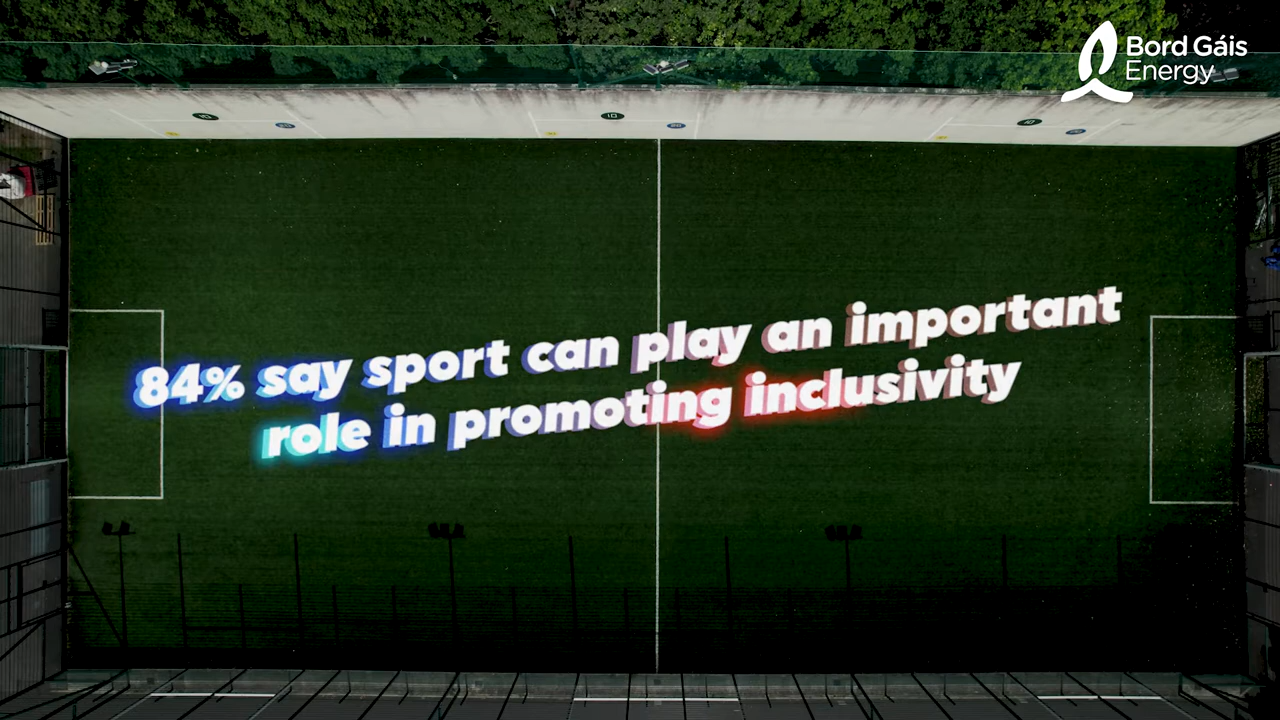 Bord Gáis
Energy
84% say sport can play an important
role in promoting inclusivity